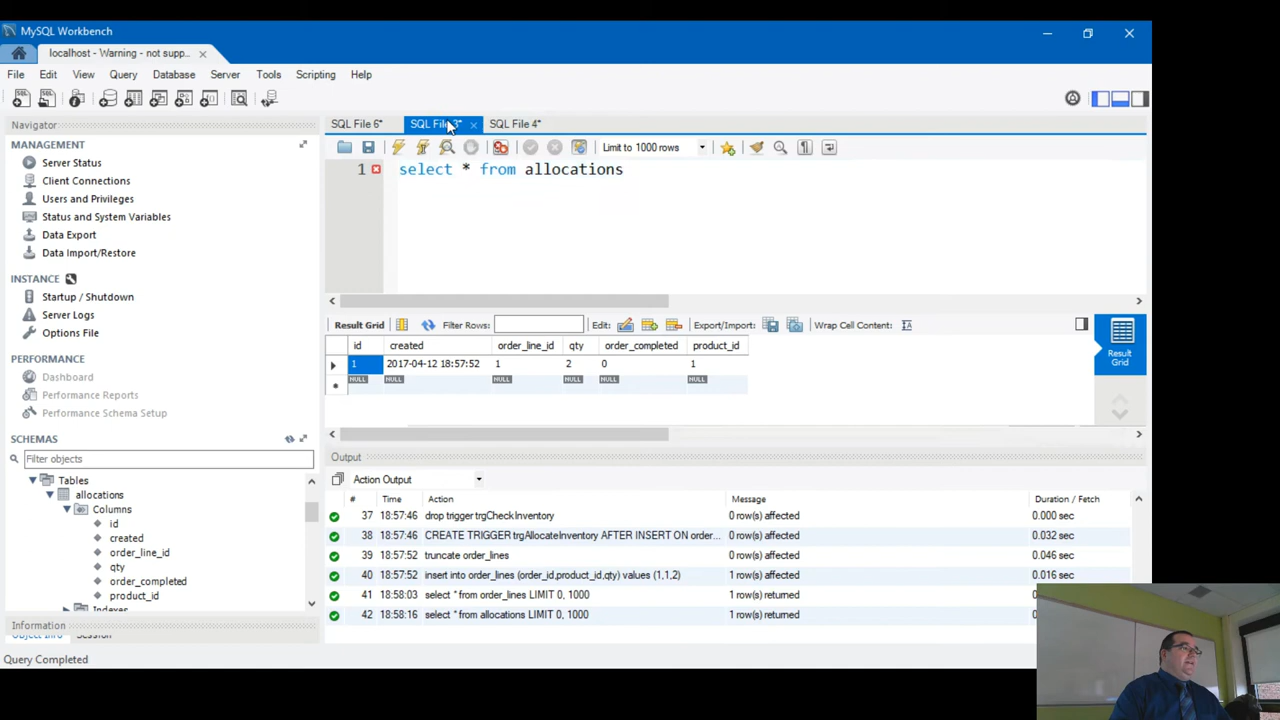 MySQL Workbench
localhost - Warning - not supp...
File Edit View Query Database Server Tools Scripting Help
Navigator
MANAGEMENT
Server Status
Client Connections
Users and Privileges
Status and System Variables
Data Export
Data Import/Restore
INSTANCE
Startup / Shutdown
Server Logs
Options File
PERFORMANCE
Dashboard
Performance Reports
Performance Schema Setup
SCHEMAS
Filter objects
Tables
allocations
Columns
id
created
order_line_id
qty
order_completed
product_id
Indexes
Information
Object Info Session
Query Completed
SQL File 6* SQL File 3* SQL File 4*
Limit to 1000 rows
1 select * from allocations
Result Grid Filter Rows: Edit: Export/Import: Wrap Cell Content:
id created order_line_id qty order_completed product_id
1 2017-04-12 18:57:52 1 2 0 1
NULL NULL NULL NULL NULL NULL
Result
Grid
Output
Action Output
# Time Action Message Duration / Fetch
37 18:57:46 drop trigger trgCheckInventory 0 row(s) affected 0.000 sec
38 18:57:46 CREATE TRIGGER trgAllocateInventory AFTER INSERT ON order... 0 row(s) affected 0.032 sec
39 18:57:52 truncate order_lines 0 row(s) affected 0.046 sec
40 18:57:52 insert into order_lines (order_id,product_id,qty) values (1,1,2) 1 row(s) affected 0.016 sec
41 18:58:03 select * from order_lines LIMIT 0, 1000 1 row(s) returned
42 18:58:16 select * from allocations LIMIT 0, 1000 1 row(s) returned